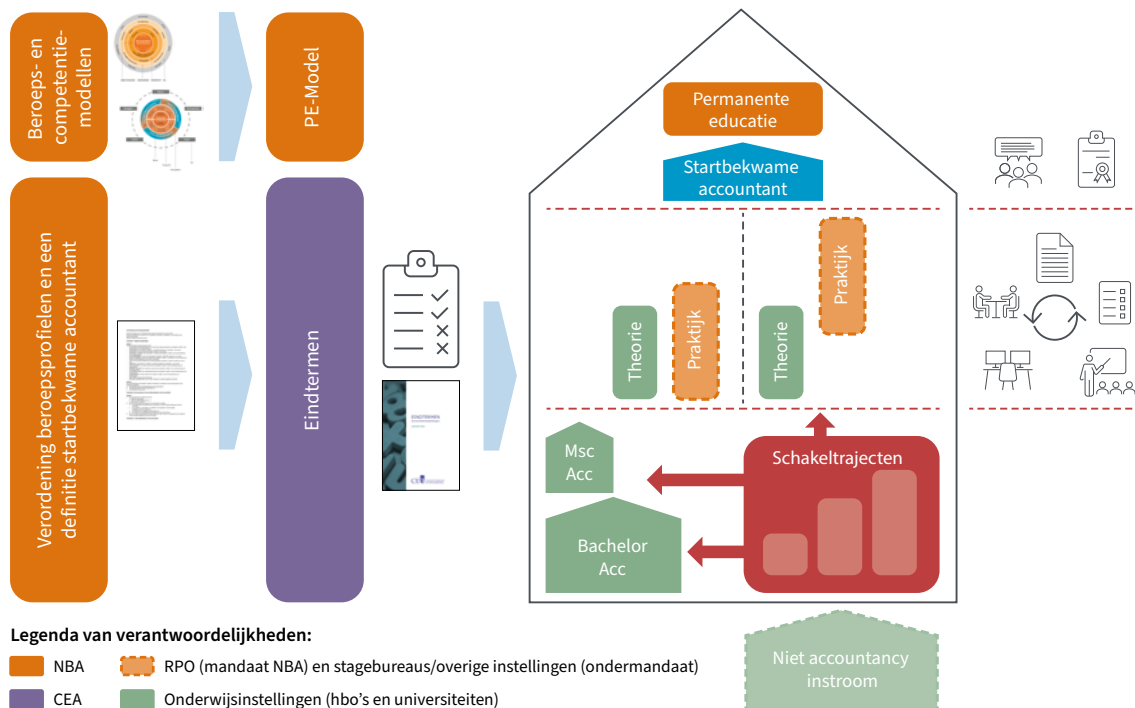 Beroeps- en
competentie-
modellen
PE-Model
Verordening beroepsprofielen en een
definitie startbekwame accountant
Eindtermen
EINDTERMEN
Permanente
educatie
Startbekwame
accountant
Theorie
Praktijk
Theorie
Praktijk
Msc
Acc
Bachelor
Acc
Schakeltrajecten
Niet accountancy
instroom
Legenda van verantwoordelijkheden:
NBA
RPO (mandaat NBA) en stagebureaus/overige instellingen (ondermandaat)
CEA
Onderwijsinstellingen (hbo's en universiteiten)